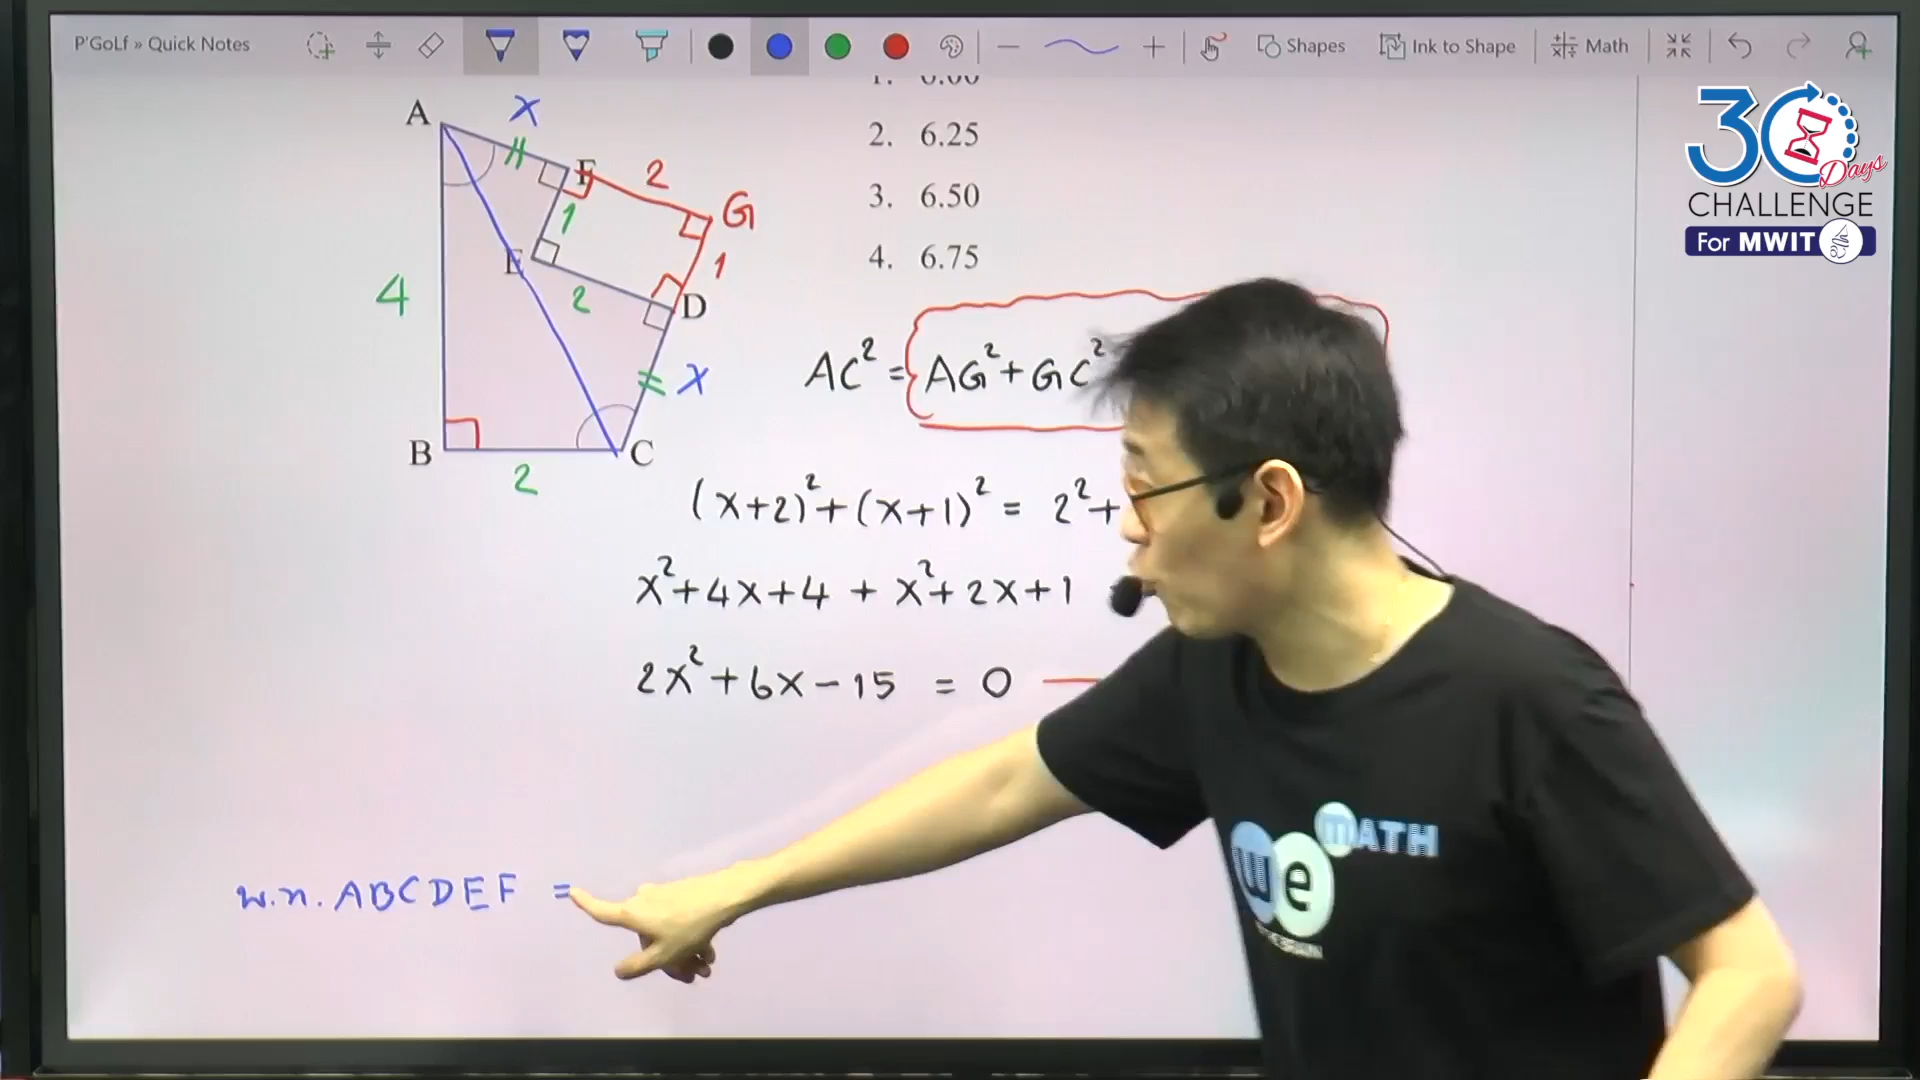 P'GoLf » Quick Notes
Shapes
Ink to Shape
Math
2. 6.25
3. 6.50
4. 6.75
A
X
F
2
G
1
1
E
2
D
4
X
B
C
2
AC² = AG² + GC²
(x+2)² + (x+1)² = 2² +
x² + 4x + 4 + x² + 2x + 1
2x² + 6x - 15 = 0
พ.ท. ABCDEF =
30
Days
CHALLENGE
For MWIT
we mATH